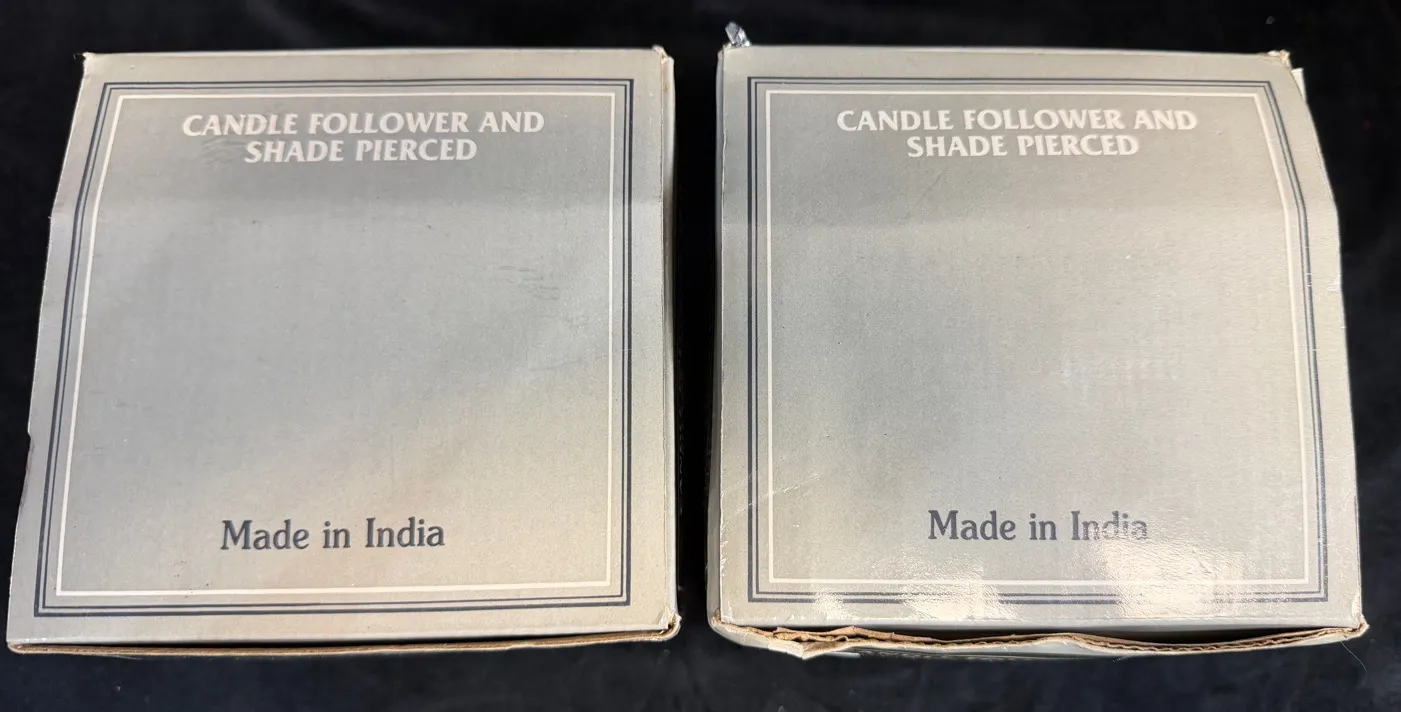 CANDLE FOLLOWER AND
SHADE PIERCED
Made in India
CANDLE FOLLOWER AND
SHADE PIERCED
Made in India